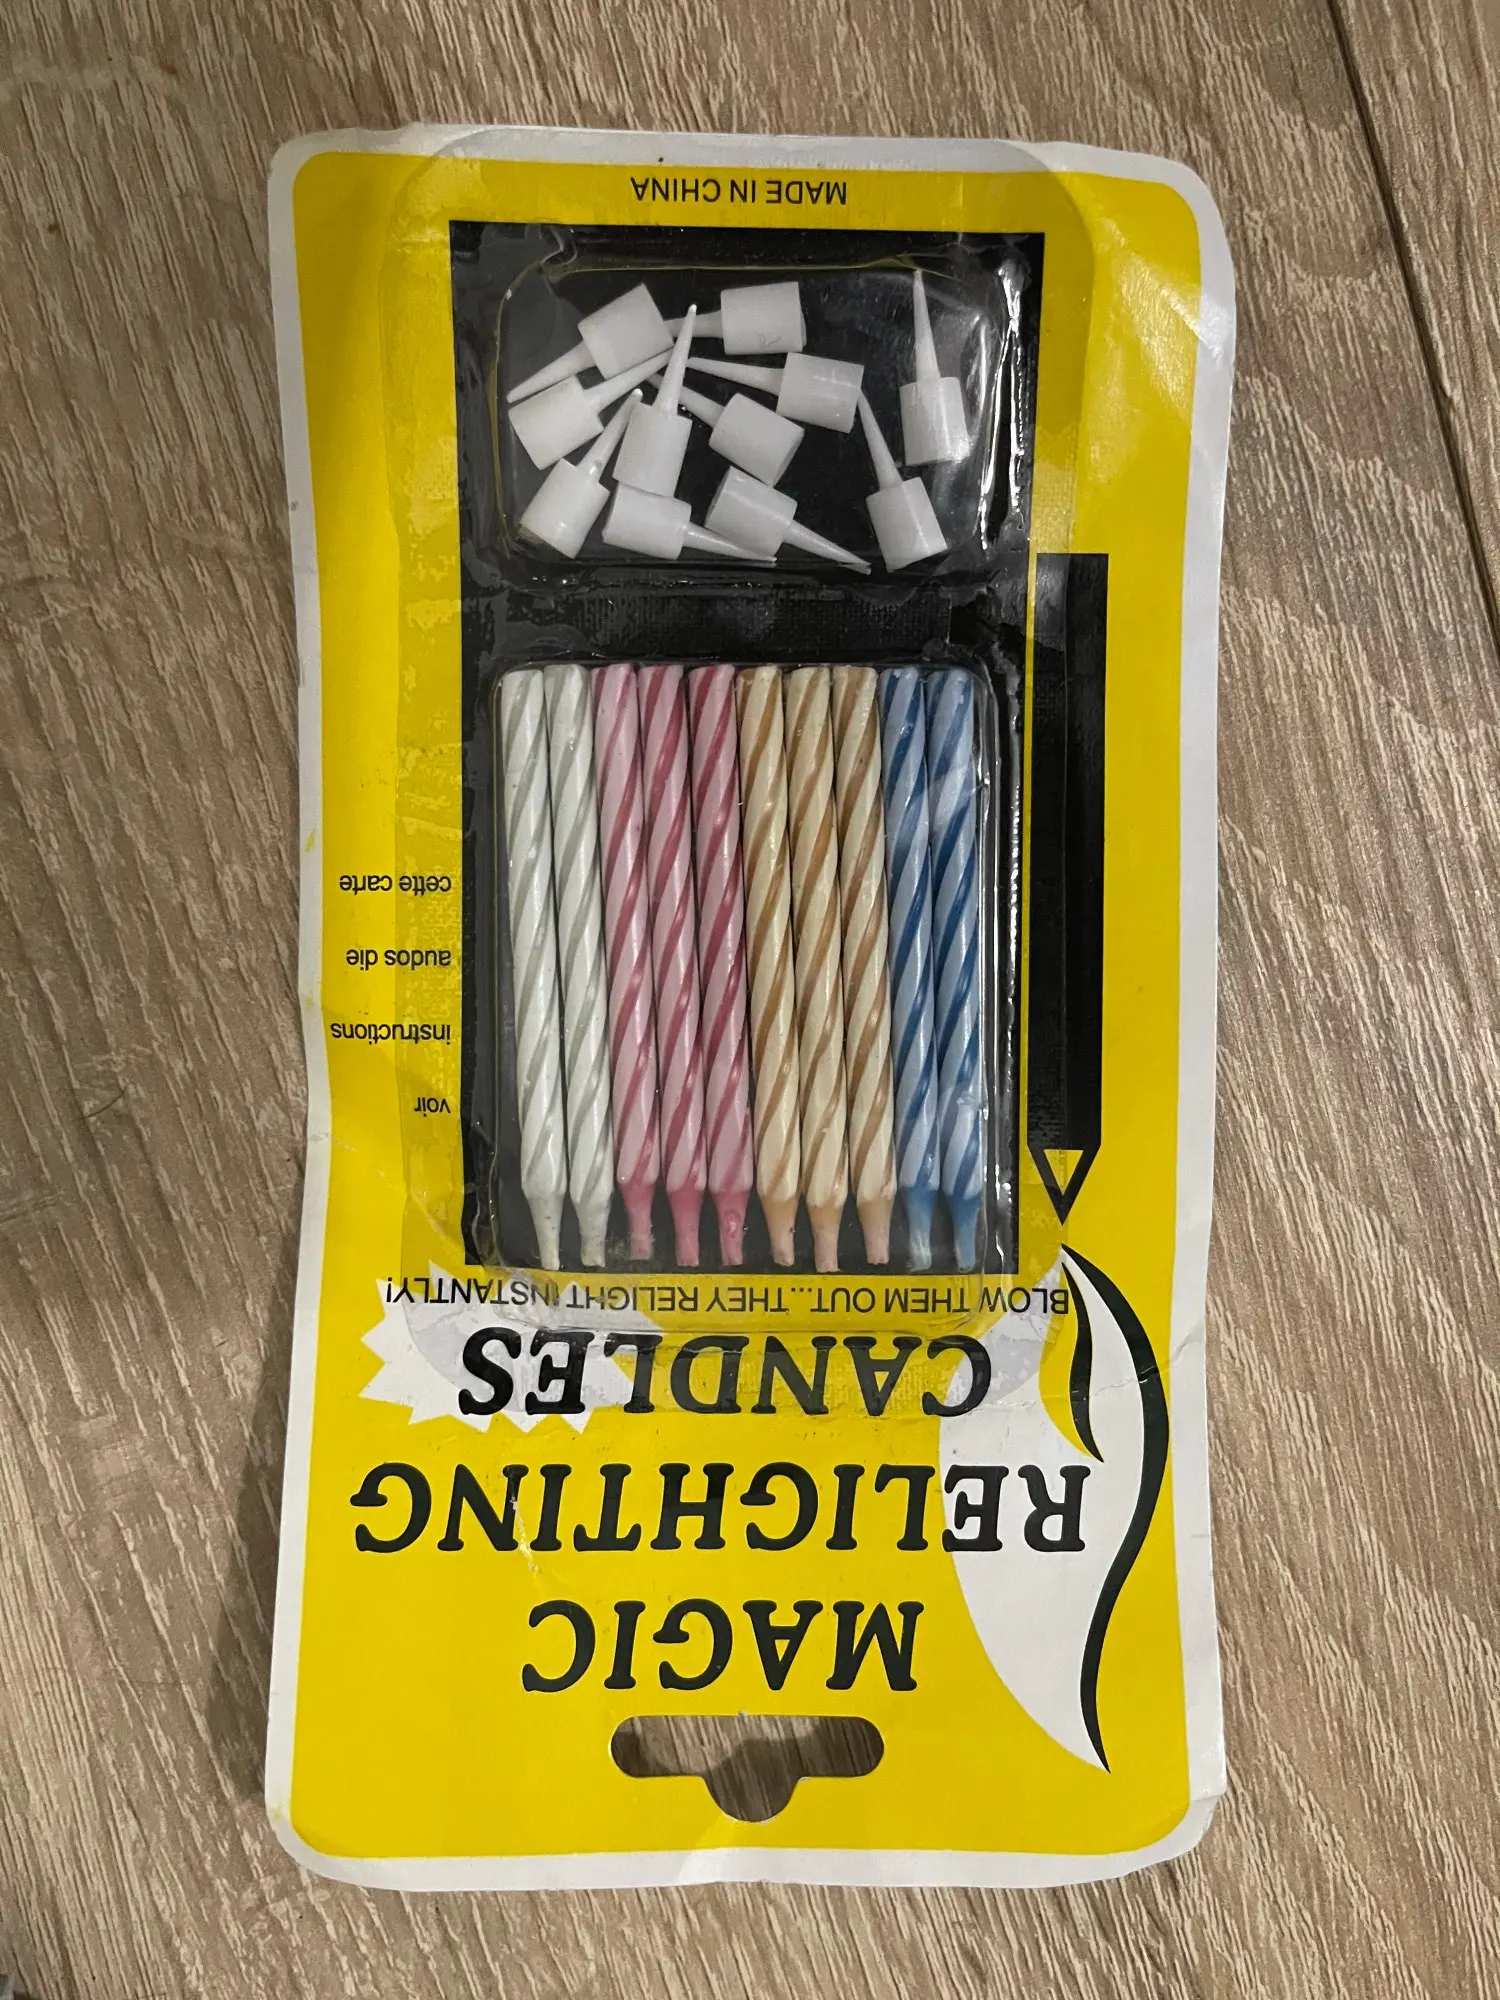 MAGIC
RELIGHTING
CANDLES
BLOW THEM OUT...THEY RELIGHT INSTANTLY!
voir
instructions
audos die
cette carte
MADE IN CHINA